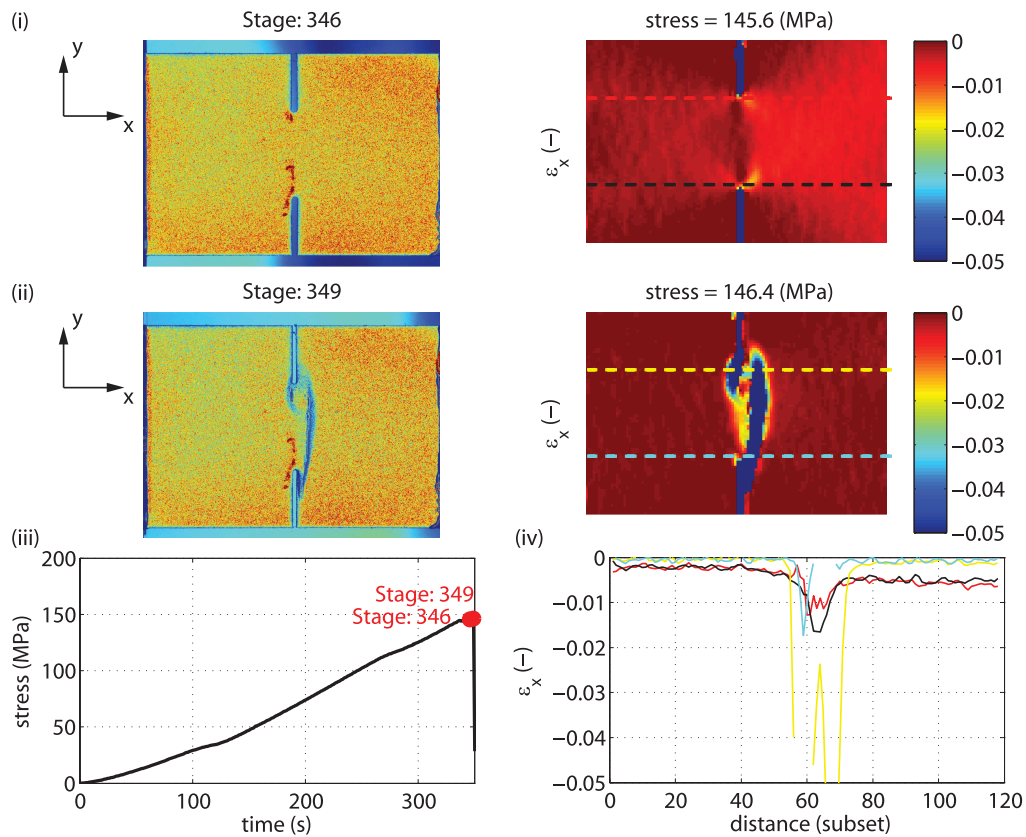 (i)
Stage: 346
stress = 145.6 (MPa)
y
x
εx (−)
0
−0.01
−0.02
−0.03
−0.04
−0.05
(ii)
Stage: 349
stress = 146.4 (MPa)
y
x
εx (−)
0
−0.01
−0.02
−0.03
−0.04
−0.05
(iii)
200
150
100
50
0
stress (MPa)
Stage: 349
Stage: 346
0
100
200
300
time (s)
(iv)
0
−0.01
−0.02
−0.03
−0.04
−0.05
εx (−)
0
20
40
60
80
100
120
distance (subset)